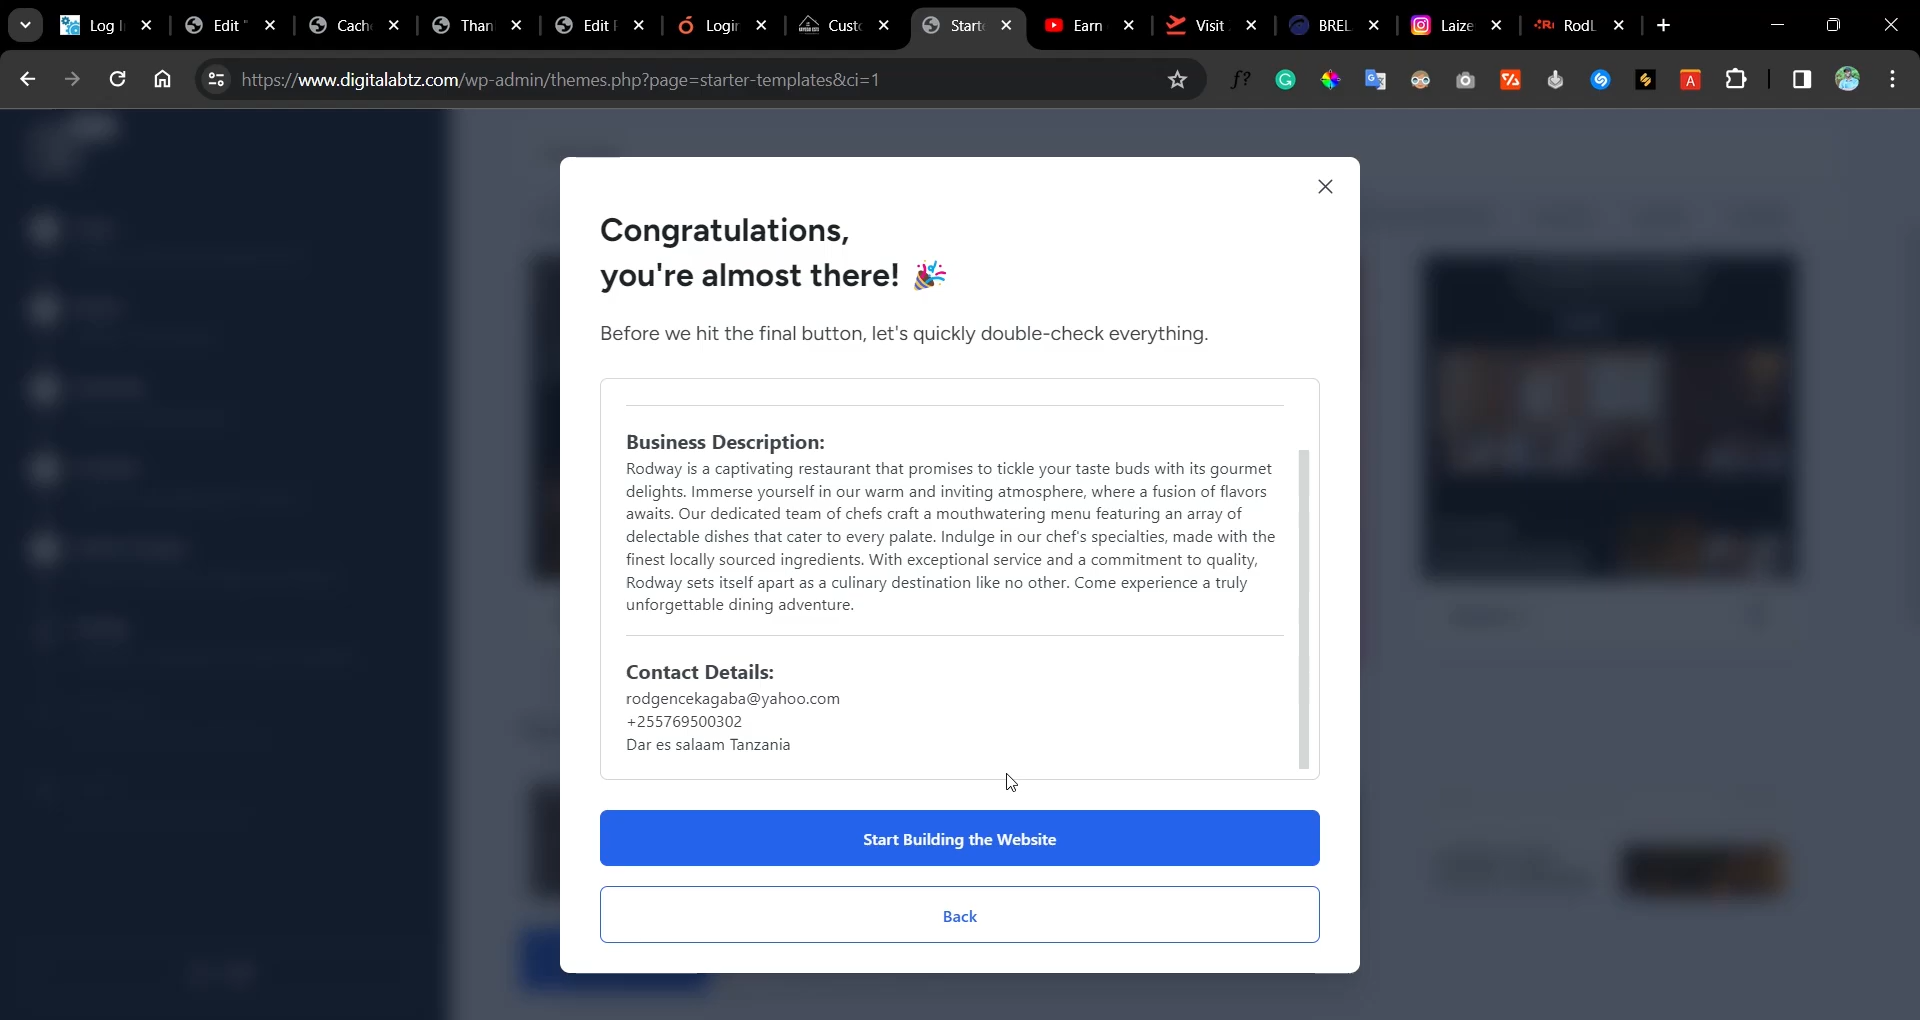 Log I
Edit "
Cach
Than
Edit F
Login
Custo
Starte
Earn
Visit
BREL
Laize
RodL
https://www.digitalabtz.com/wp-admin/themes.php?page=starter-templates&ci=1
Congratulations,
you're almost there! 🎉
Before we hit the final button, let's quickly double-check everything.
Business Description:
Rodway is a captivating restaurant that promises to tickle your taste buds with its gourmet
delights. Immerse yourself in our warm and inviting atmosphere, where a fusion of flavors
awaits. Our dedicated team of chefs craft a mouthwatering menu featuring an array of
delectable dishes that cater to every palate. Indulge in our chef's specialties, made with the
finest locally sourced ingredients. With exceptional service and a commitment to quality,
Rodway sets itself apart as a culinary destination like no other. Come experience a truly
unforgettable dining adventure.
Contact Details:
rodgencekagaba@yahoo.com
+255769500302
Dar es salaam Tanzania
Start Building the Website
Back